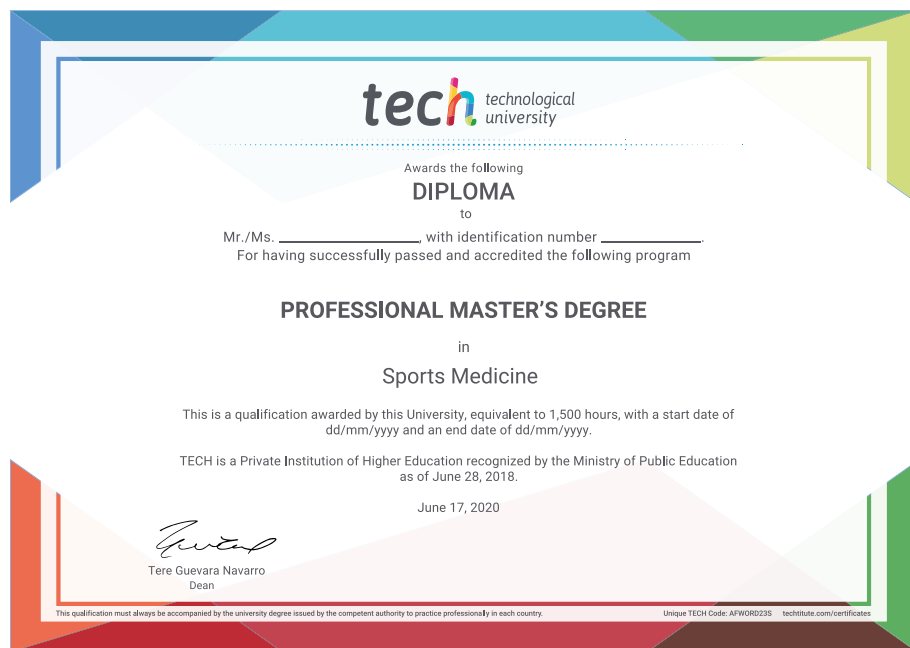 tech technological
university
Awards the following
DIPLOMA
to
Mr./Ms. ____________, with identification number ____________.
For having successfully passed and accredited the following program
PROFESSIONAL MASTER'S DEGREE
in
Sports Medicine
This is a qualification awarded by this University, equivalent to 1,500 hours, with a start date of
dd/mm/yyyy and an end date of dd/mm/yyyy.
TECH is a Private Institution of Higher Education recognized by the Ministry of Public Education
as of June 28, 2018.
June 17, 2020
Tere Guevara Navarro
Dean
This qualification must always be accompanied by the university degree issued by the competent authority to practice professionally in each country.
Unique TECH Code: AFWORD23S techtitute.com/certificates